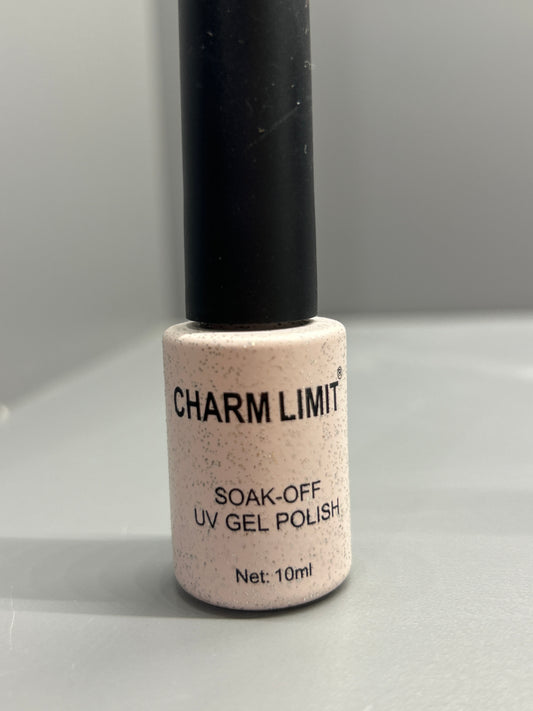 CHARM LIMIT®
SOAK-OFF
UV GEL POLISH
Net: 10ml